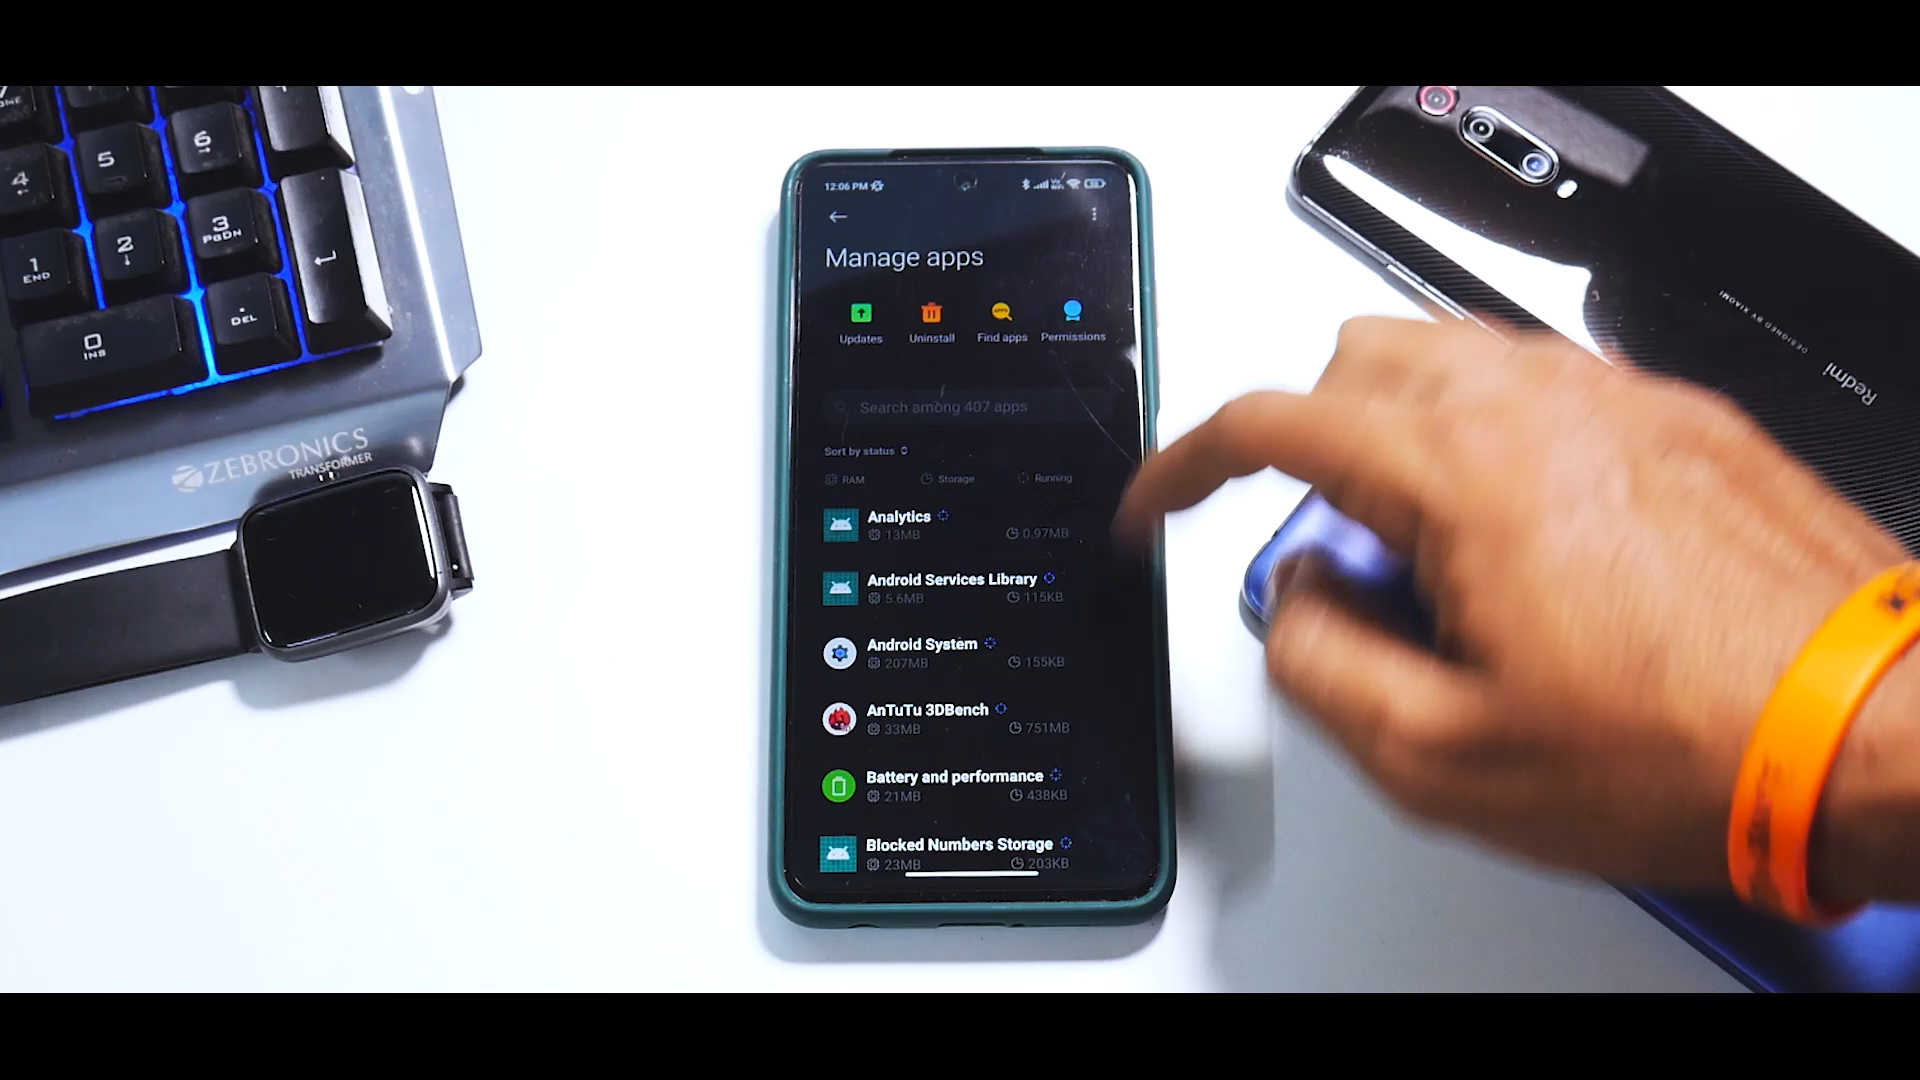 5
6
4
1
END
2
3
PGDN
0
INS
.
DEL
ZEBRONICS
TRANSFORMER
12:06 PM
Manage apps
Updates
Uninstall
Find apps
Permissions
Search among 407 apps
Sort by status
RAM
Storage
Running
Analytics
13MB
0.97MB
Android Services Library
5.6MB
115KB
Android System
207MB
155KB
AnTuTu 3DBench
33MB
751MB
Battery and performance
21MB
438KB
Blocked Numbers Storage
23MB
203KB
Redmi
DESIGNED BY XIAOMI